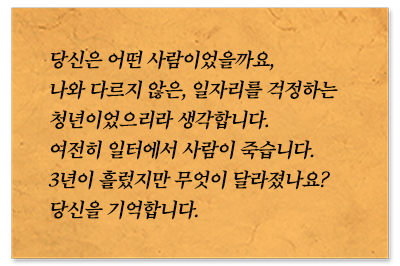 당신은 어떤 사람이었을까요,
나와 다르지 않은, 일자리를 걱정하는
청년이었으리라 생각합니다.
여전히 일터에서 사람이 죽습니다.
3년이 흘렀지만 무엇이 달라졌나요?
당신을 기억합니다.